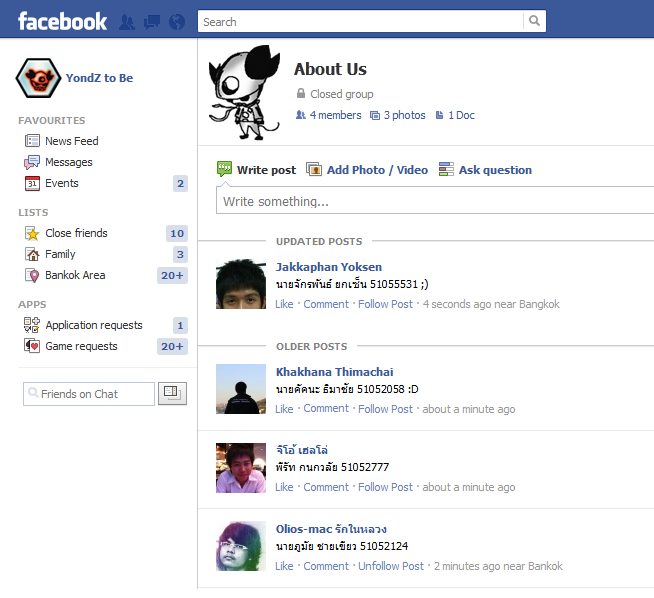 facebook
Search
YondZ to Be
FAVOURITES
News Feed
Messages
31 Events 2
LISTS
Close friends 10
Family 3
Bankok Area 20+
APPS
Application requests 1
Game requests 20+
Friends on Chat
About Us
Closed group
4 members 3 photos 1 Doc
Write post Add Photo / Video Ask question
Write something...
UPDATED POSTS
Jakkaphan Yoksen
นายจักรพันธ์ ยกเซ็น 51055531 ;)
Like · Comment · Follow Post · 4 seconds ago near Bangkok
OLDER POSTS
Khakhana Thimachai
นายคัคนะ ธิมาชัย 51052058 :D
Like · Comment · Follow Post · about a minute ago
จีโอ้ เฮลโล่
พีรัท กนกวลัย 51052777
Like · Comment · Follow Post · about a minute ago
Olios-mac รักในหลวง
นายภูมัย ชายเขียว 51052124
Like · Comment · Unfollow Post · 2 minutes ago near Bangkok